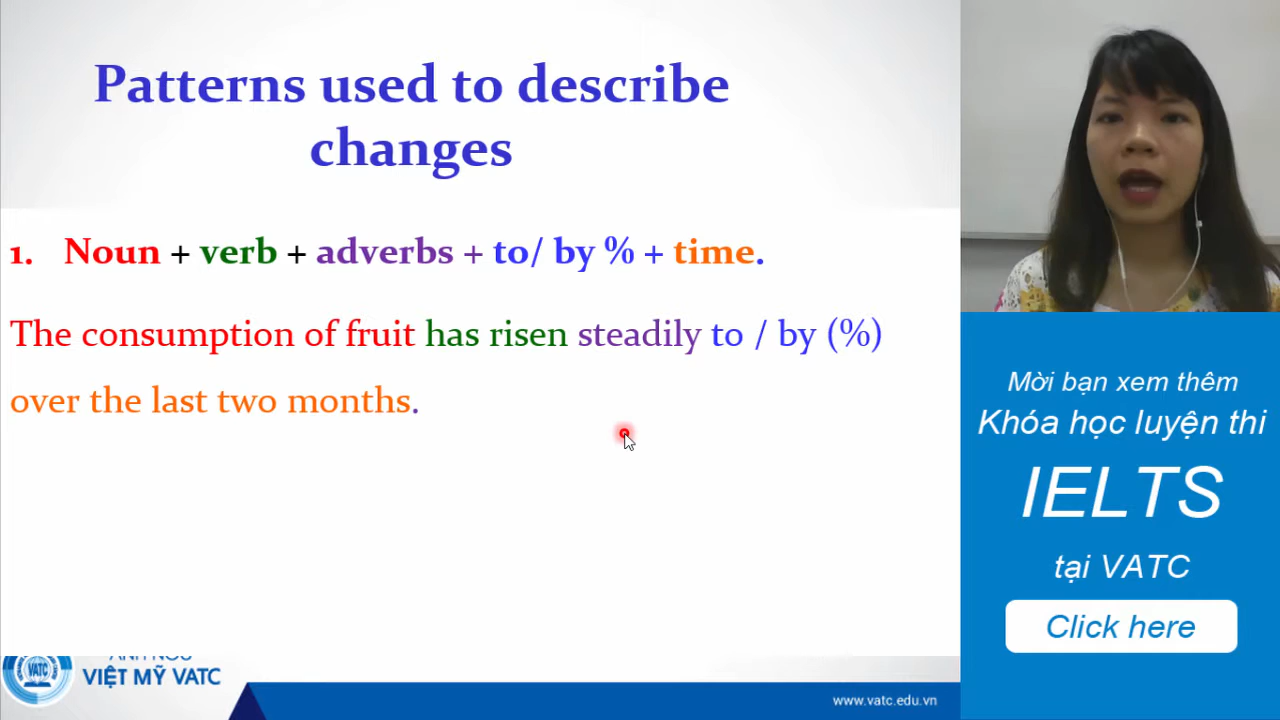 Patterns used to describe
changes
1. Noun + verb + adverbs + to/ by % + time.
The consumption of fruit has risen steadily to / by (%)
over the last two months.
Mời bạn xem thêm
Khóa học luyện thi
IELTS
tại VATC
Click here
VATC
VIỆT MỸ VATC
www.vatc.edu.vn